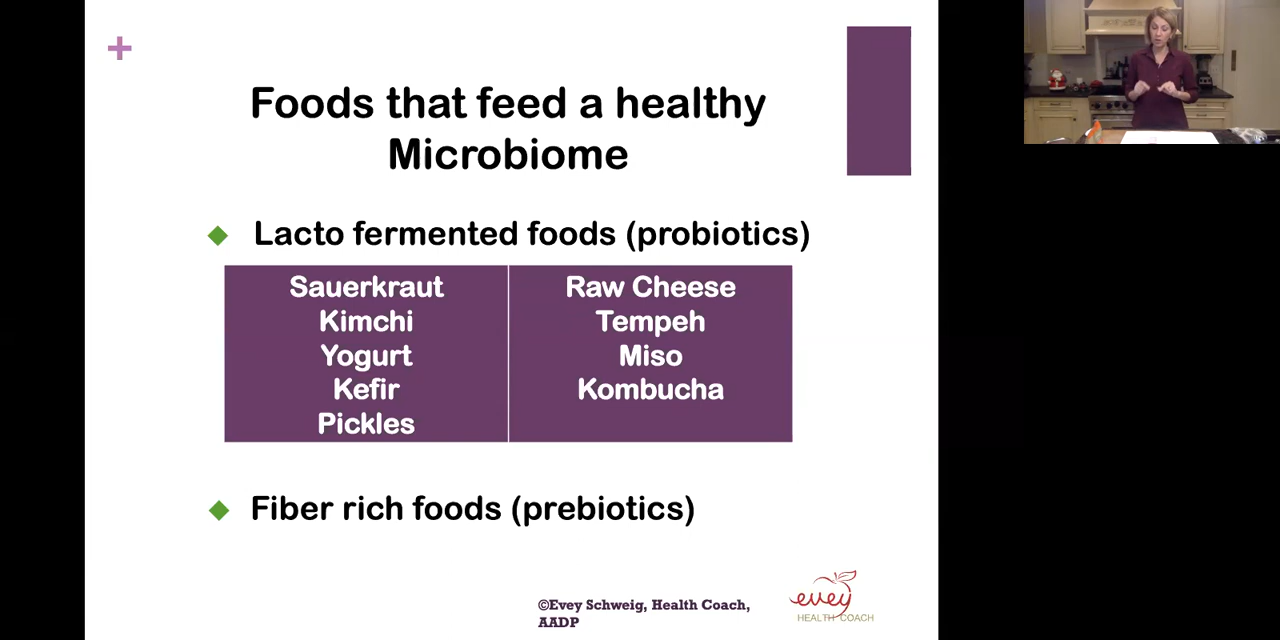 Foods that feed a healthy
Microbiome
Lacto fermented foods (probiotics)
Sauerkraut
Kimchi
Yogurt
Kefir
Pickles
Raw Cheese
Tempeh
Miso
Kombucha
Fiber rich foods (prebiotics)
©Evey Schweig, Health Coach,
AADP
evey
HEALTH COACH